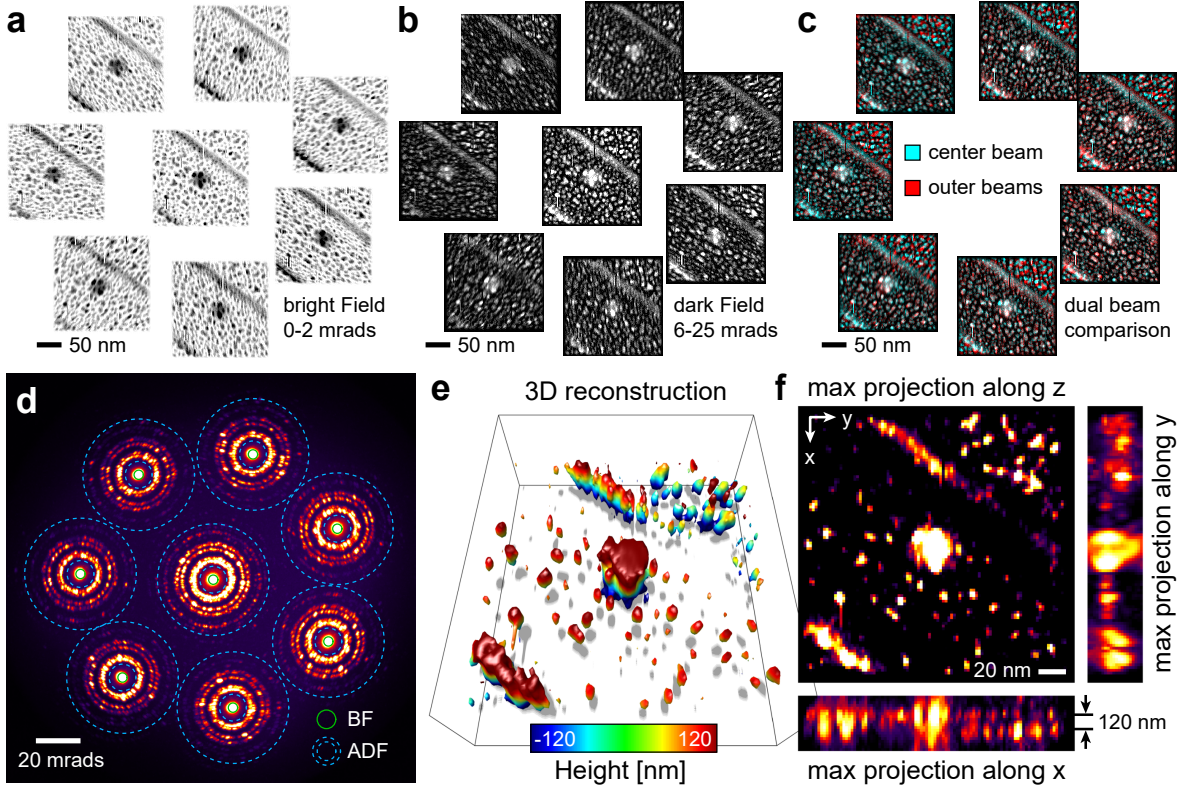 a
b
c
bright Field
0-2 mrads
50 nm
dark Field
6-25 mrads
50 nm
center beam
outer beams
dual beam
comparison
50 nm
d
BF
ADF
20 mrads
e
3D reconstruction
-120
120
Height [nm]
f
max projection along z
y
x
20 nm
max projection along y
120 nm
max projection along x